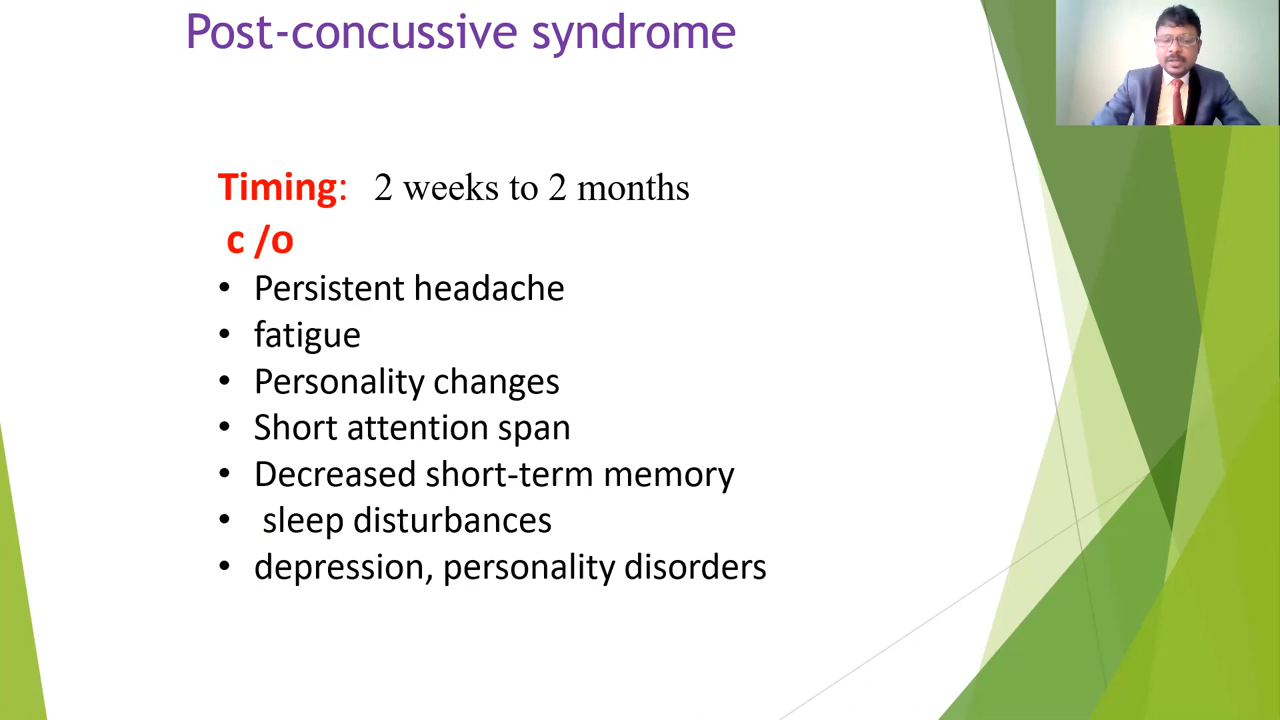 Post-concussive syndrome
Timing: 2 weeks to 2 months
c /o
• Persistent headache
• fatigue
• Personality changes
• Short attention span
• Decreased short-term memory
• sleep disturbances
• depression, personality disorders